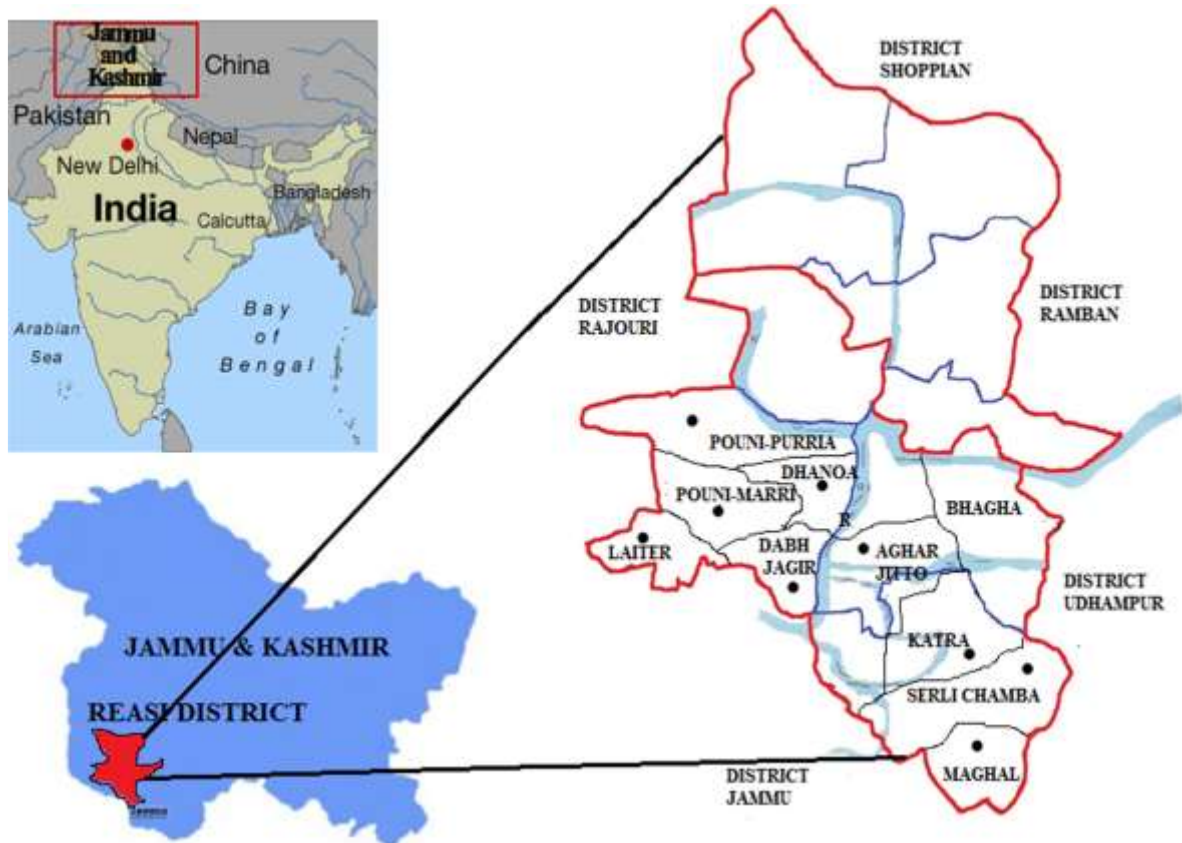 Jammu
and
Kashmir
China
Pakistan
Nepal
New Delhi
India
Bangladesh
Calcutta
Arabian
Sea
Bay
of
Bengal
JAMMU & KASHMIR
REASI DISTRICT
Jammu
DISTRICT
SHOPPIAN
DISTRICT
RAJOURI
DISTRICT
RAMBAN
POUNI-PURRIA
DHANOA
POUNI-MARRI
BHAGHA
R
LAITER
DABH
JAGIR
AGHAR
JITTO
DISTRICT
UDHAMPUR
KATRA
SERLI CHAMBA
MAGHAL
DISTRICT
JAMMU